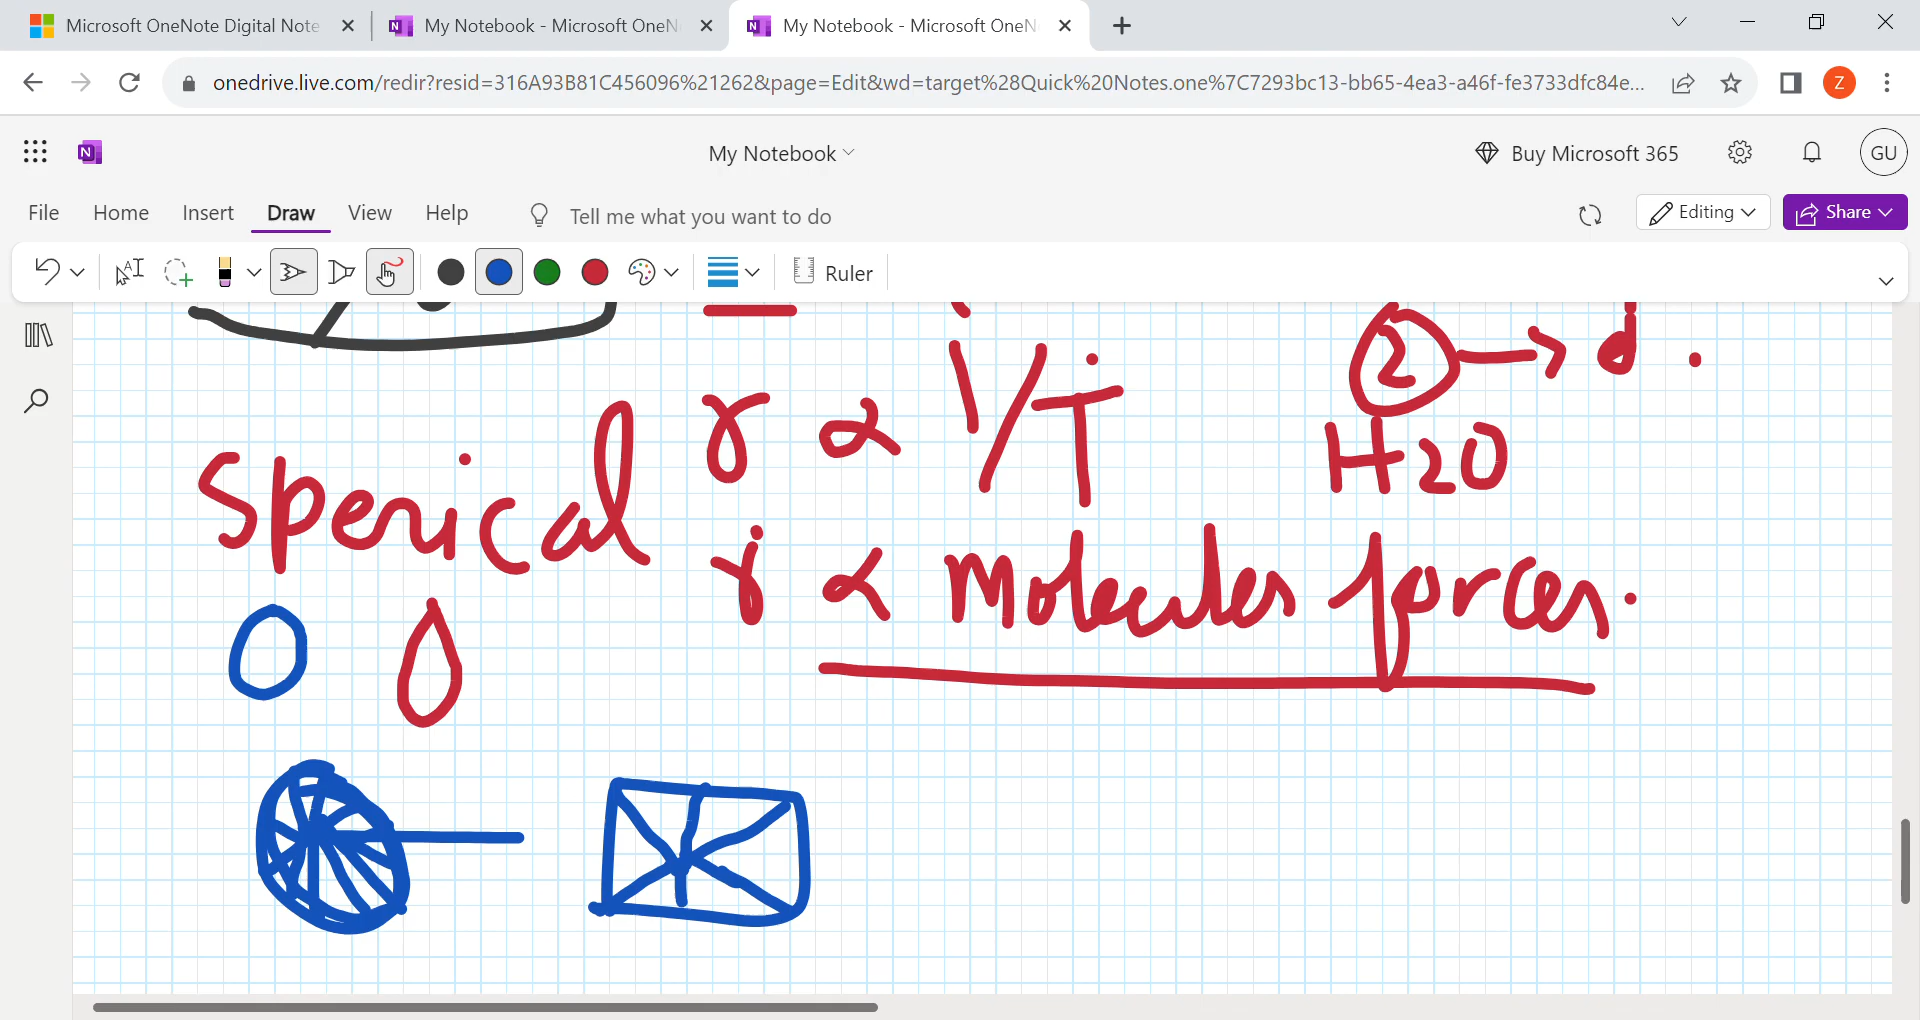 Microsoft OneNote Digital Note
My Notebook - Microsoft OneN
My Notebook - Microsoft OneN
onedrive.live.com/redir?resid=316A93B81C456096%21262&page=Edit&wd=target%28Quick%20Notes.one%7C7293bc13-bb65-4ea3-a46f-fe3733dfc84e...
Z
My Notebook
Buy Microsoft 365
GU
File Home Insert Draw View Help
Tell me what you want to do
Editing
Share
Ruler
② → d .
γ ∝ 1/T
H2O
Sperical
γ ∝ Molecules forces.